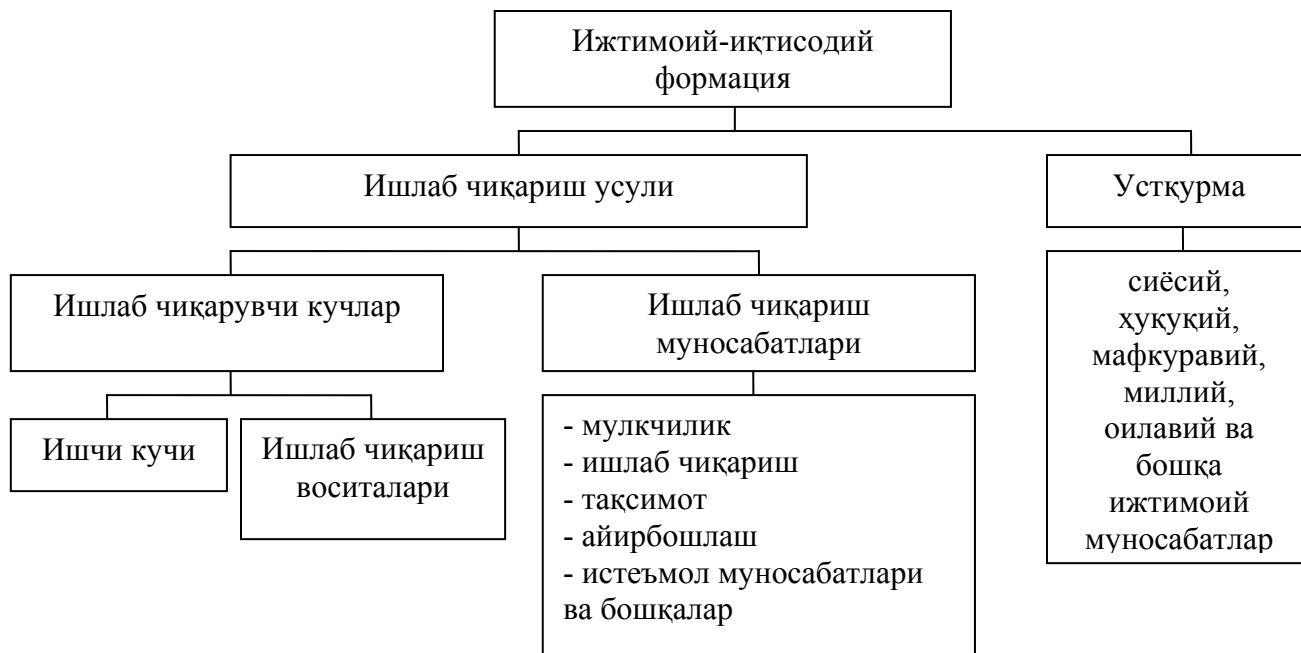 Ижтимоий-иқтисодий
формация
Ишлаб чиқариш усули
Устқурма
Ишлаб чиқарувчи кучлар
Ишлаб чиқариш
муносабатлари
сиёсий,
ҳуқуқий,
мафкуравий,
миллий,
оилавий ва
бошқа
ижтимоий
муносабатлар
Ишчи кучи
Ишлаб чиқариш
воситалари
- мулкчилик
- ишлаб чиқариш
- тақсимот
- айирбошлаш
- истеъмол муносабатлари
ва бошқалар